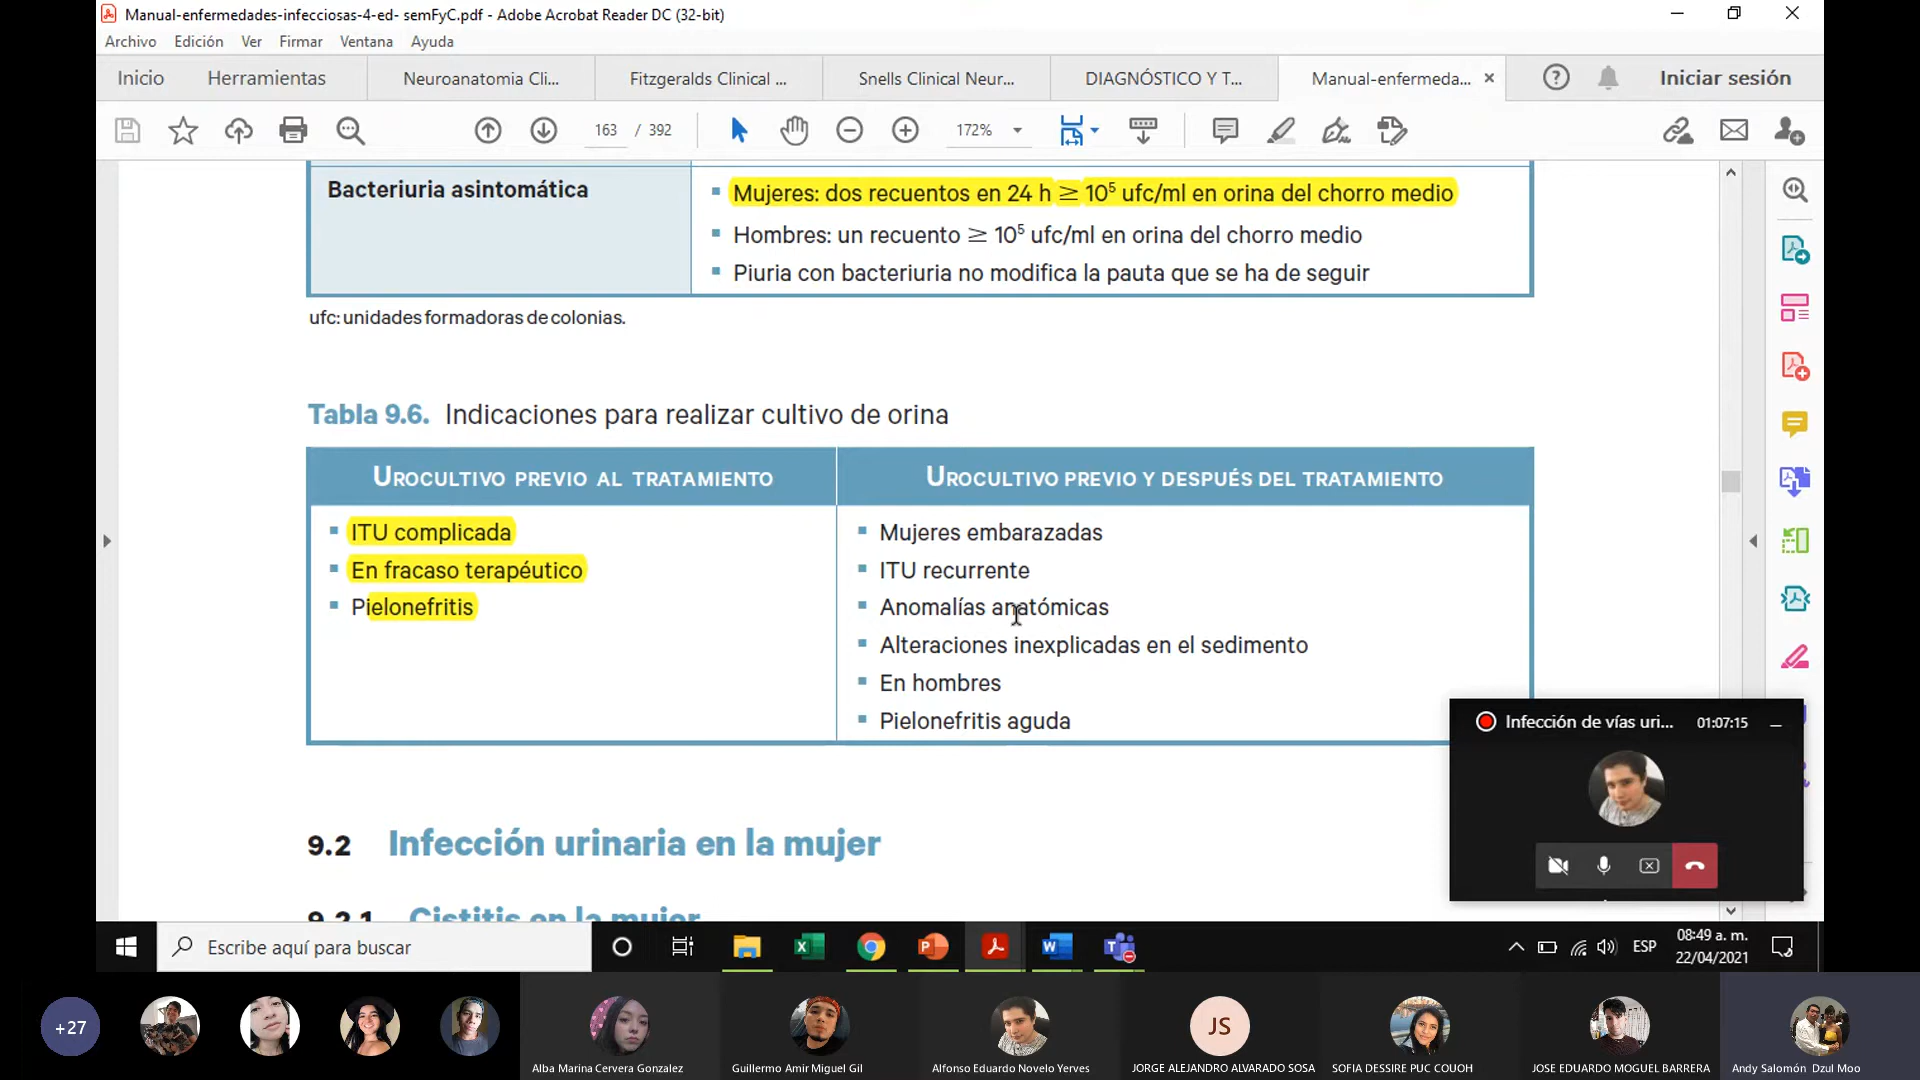 Manual-enfermedades-infecciosas-4-ed- semFyC.pdf - Adobe Acrobat Reader DC (32-bit)
Archivo Edición Ver Firmar Ventana Ayuda
Inicio Herramientas Neuroanatomia Cli... Fitzgeralds Clinical ... Snells Clinical Neur... DIAGNÓSTICO Y T... Manual-enfermeda... Iniciar sesión
163 / 392 172%
Bacteriuria asintomática
Mujeres: dos recuentos en 24 h ≥ 10⁵ ufc/ml en orina del chorro medio
Hombres: un recuento ≥ 10⁵ ufc/ml en orina del chorro medio
Piuria con bacteriuria no modifica la pauta que se ha de seguir
ufc: unidades formadoras de colonias.
Tabla 9.6. Indicaciones para realizar cultivo de orina
UROCULTIVO PREVIO AL TRATAMIENTO
ITU complicada
En fracaso terapéutico
Pielonefritis
UROCULTIVO PREVIO Y DESPUÉS DEL TRATAMIENTO
Mujeres embarazadas
ITU recurrente
Anomalías anatómicas
Alteraciones inexplicadas en el sedimento
En hombres
Pielonefritis aguda
Infección de vías uri... 01:07:15
9.2 Infección urinaria en la mujer
9.2.1 Cistitis en la mujer
Escribe aquí para buscar
ESP
08:49 a. m.
22/04/2021
+27
JS
Alba Marina Cervera Gonzalez
Guillermo Amir Miguel Gil
Alfonso Eduardo Novelo Yerves
JORGE ALEJANDRO ALVARADO SOSA
SOFIA DESSIRE PUC COUOH
JOSE EDUARDO MOGUEL BARRERA
Andy Salomón Dzul Moo